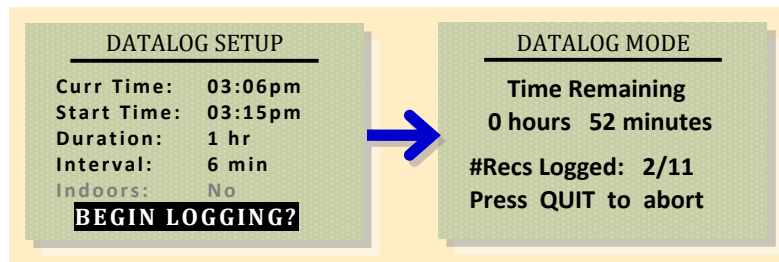 DATALOG SETUP
Curr Time: 03:06pm
Start Time: 03:15pm
Duration: 1 hr
Interval: 6 min
Indoors: No
BEGIN LOGGING?
DATALOG MODE
Time Remaining
0 hours 52 minutes
#Recs Logged: 2/11
Press QUIT to abort